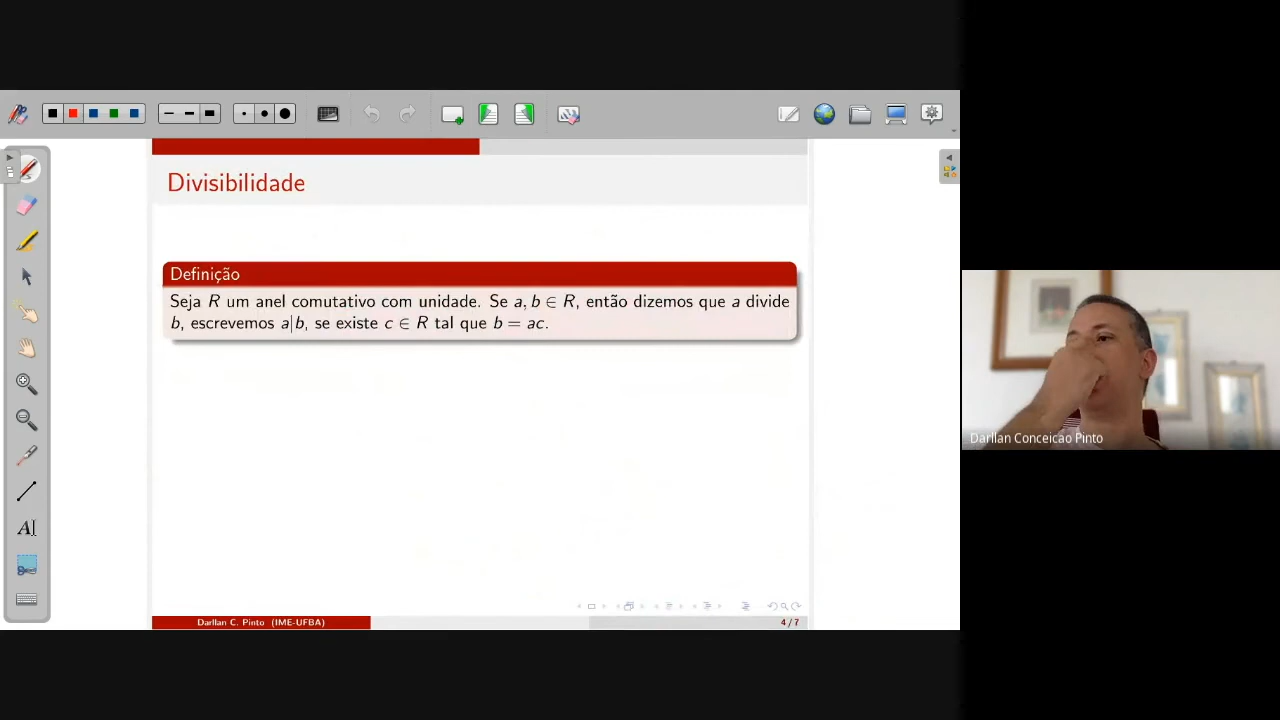 Divisibilidade
Definição
Seja R um anel comutativo com unidade. Se a, b ∈ R, então dizemos que a divide
b, escrevemos a|b, se existe c ∈ R tal que b = ac.
Darllan C. Pinto (IME-UFBA)
4 / 7
Darllan Conceicao Pinto